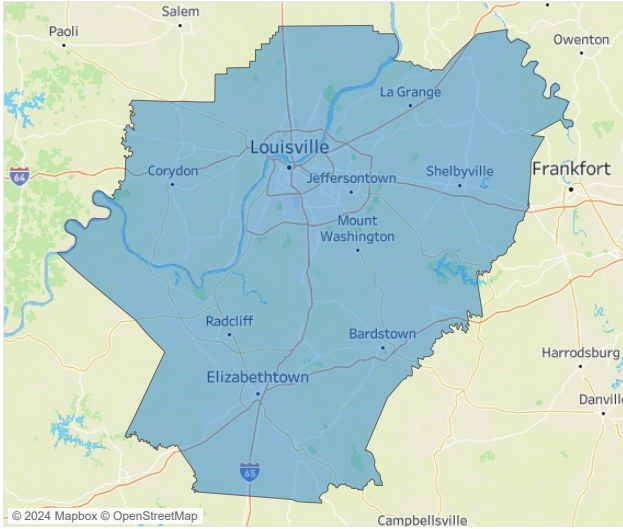 Salem
Paoli
Owenton
La Grange
Louisville
Corydon
Jeffersontown
Shelbyville
Frankfort
64
Mount
Washington
Radcliff
Bardstown
Harrodsburg
Elizabethtown
Danville
65
© 2024 Mapbox © OpenStreetMap
Campbellsville